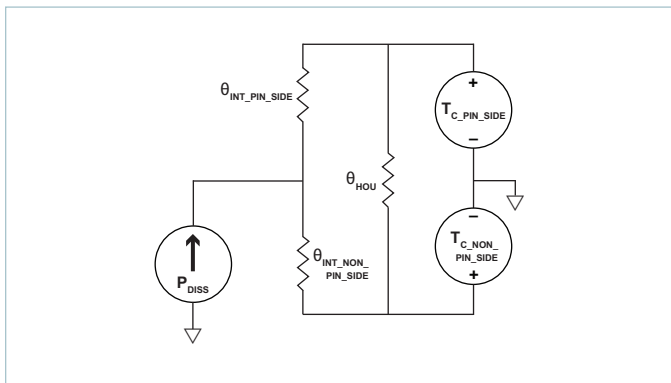 θINT_PIN_SIDE
+
TC_PIN_SIDE
–
θHOU
–
TC_NON_
PIN_SIDE
+
θINT_NON_
PIN_SIDE
PDISS